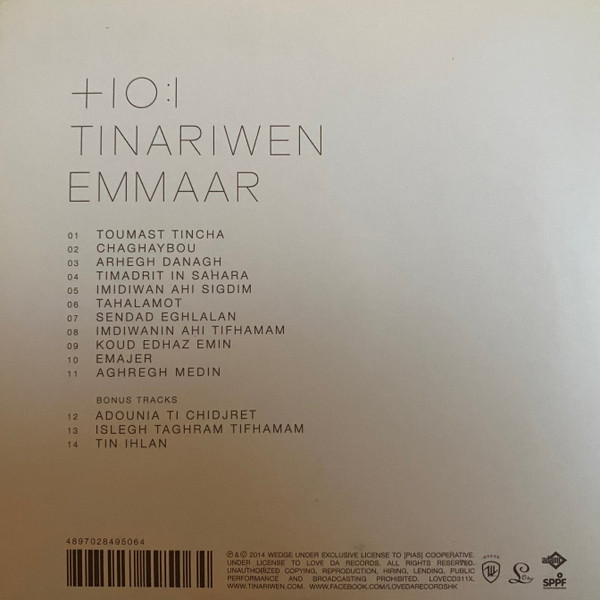 ⵜⵏⵔⵓⵏ
TINARIWEN
EMMAAR
01 TOUMAST TINCHA
02 CHAGHAYBOU
03 ARHEGH DANAGH
04 TIMADRIT IN SAHARA
05 IMIDIWAN AHI SIGDIM
06 TAHALAMOT
07 SENDAD EGHLALAN
08 IMDIWANIN AHI TIFHAMAM
09 KOUD EDHAZ EMIN
10 EMAJER
11 AGHREGH MEDIN
BONUS TRACKS
12 ADOUNIA TI CHIDJRET
13 ISLEGH TAGHRAM TIFHAMAM
14 TIN IHLAN
4897028495064
℗ & © 2014 WEDGE UNDER EXCLUSIVE LICENSE TO [PIAS] COOPERATIVE.
UNDER LICENSE TO LOVE DA RECORDS. ALL RIGHTS RESERVED.
UNAUTHORIZED COPYING, REPRODUCTION, HIRING, LENDING, PUBLIC
PERFORMANCE AND BROADCASTING PROHIBITED. LOVECD311X.
WWW.TINARIWEN.COM. WWW.FACEBOOK.COM/LOVEDARECORDSHK
SPPF